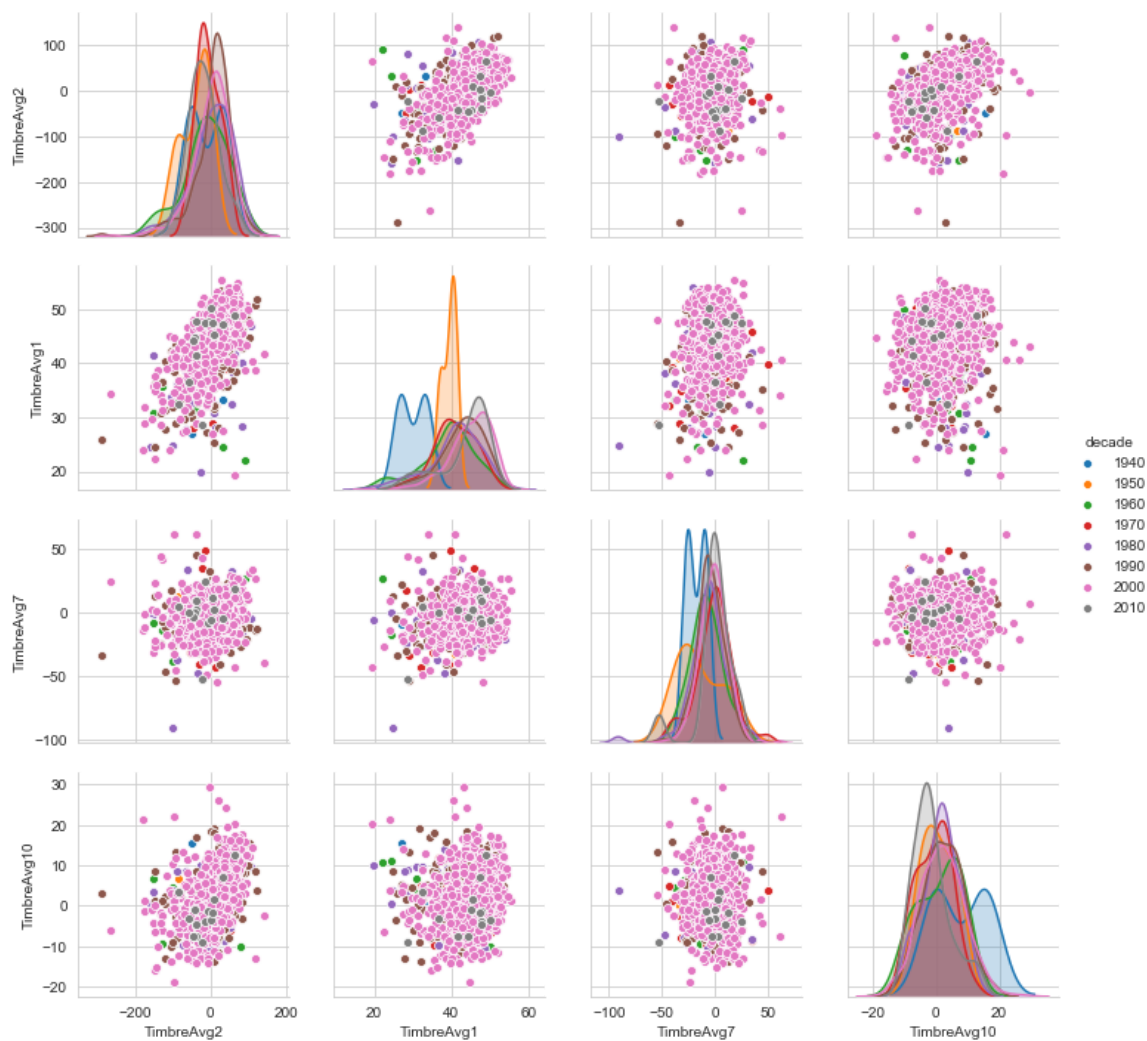 TimbreAvg2
100
0
−100
−200
−300
TimbreAvg1
50
40
30
20
decade
1940
1950
1960
1970
1980
1990
2000
2010
TimbreAvg7
50
0
−50
−100
TimbreAvg10
30
20
10
0
−10
−20
−200 0 200
20 40 60
−100 −50 0 50
−20 0 20
TimbreAvg2 TimbreAvg1 TimbreAvg7 TimbreAvg10